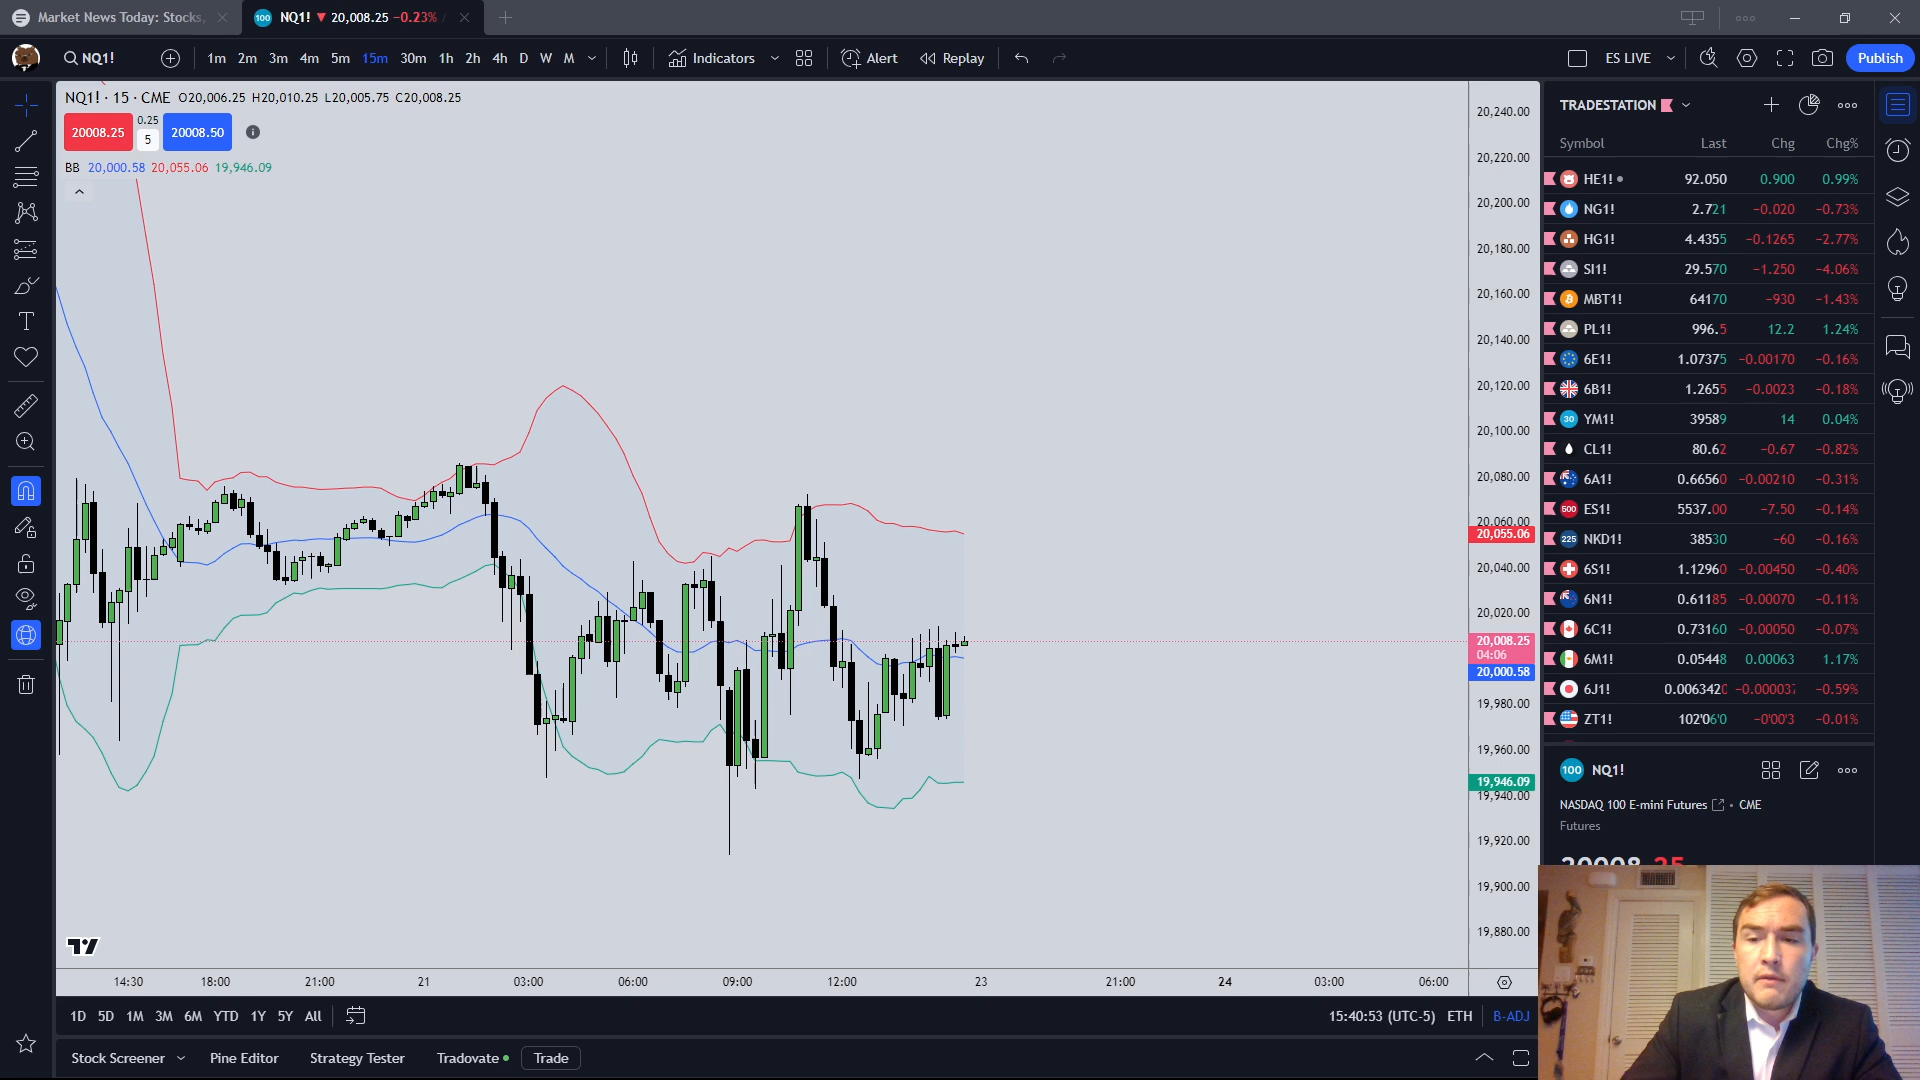 Market News Today: Stocks,
100 NQ1! ▼ 20,008.25 −0.23% /
NQ1! 1m 2m 3m 4m 5m 15m 30m 1h 2h 4h D W M Indicators Alert Replay ES LIVE Publish
NQ1! · 15 · CME O20,006.25 H20,010.25 L20,005.75 C20,008.25
20008.25 0.25 5 20008.50
BB 20,000.58 20,055.06 19,946.09
20,240.00
20,220.00
20,200.00
20,180.00
20,160.00
20,140.00
20,120.00
20,100.00
20,080.00
20,060.00
20,055.06
20,040.00
20,020.00
20,008.25
04:06
20,000.58
19,980.00
19,960.00
19,946.09
19,940.00
19,920.00
19,900.00
19,880.00
14:30 18:00 21:00 21 03:00 06:00 09:00 12:00 23 21:00 24 03:00 06:00
1D 5D 1M 3M 6M YTD 1Y 5Y All 15:40:53 (UTC-5) ETH B-ADJ
Stock Screener Pine Editor Strategy Tester Tradovate Trade
TRADESTATION
Symbol Last Chg Chg%
HE1! 92.050 0.900 0.99%
NG1! 2.721 −0.020 −0.73%
HG1! 4.4355 −0.1265 −2.77%
SI1! 29.570 −1.250 −4.06%
MBT1! 64170 −930 −1.43%
PL1! 996.5 12.2 1.24%
6E1! 1.07375 −0.00170 −0.16%
6B1! 1.2655 −0.0023 −0.18%
30 YM1! 39589 14 0.04%
CL1! 80.62 −0.67 −0.82%
6A1! 0.66560 −0.00210 −0.31%
500 ES1! 5537.00 −7.50 −0.14%
225 NKD1! 38530 −60 −0.16%
6S1! 1.12960 −0.00450 −0.40%
6N1! 0.61185 −0.00070 −0.11%
6C1! 0.73160 −0.00050 −0.07%
6M1! 0.05448 0.00063 1.17%
6J1! 0.0063420 −0.000037 −0.59%
ZT1! 102'06'0 −0'00'3 −0.01%
100 NQ1!
NASDAQ 100 E-mini Futures • CME
Futures
20008.25